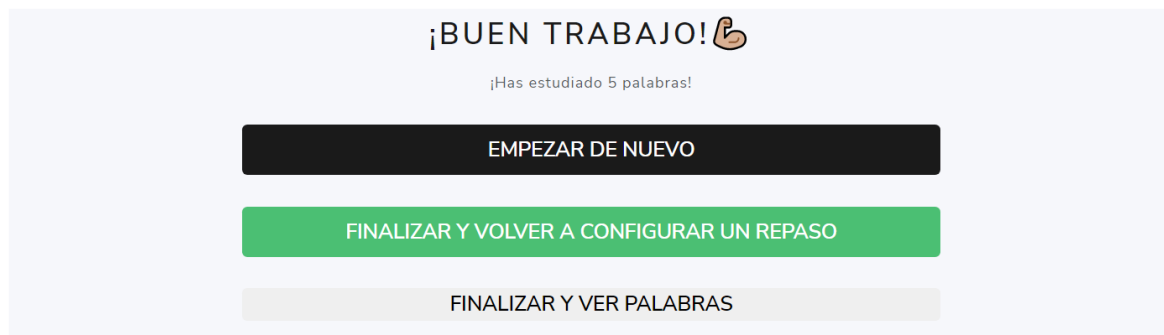 ¡BUEN TRABAJO!💪🏽
¡Has estudiado 5 palabras!
EMPEZAR DE NUEVO
FINALIZAR Y VOLVER A CONFIGURAR UN REPASO
FINALIZAR Y VER PALABRAS